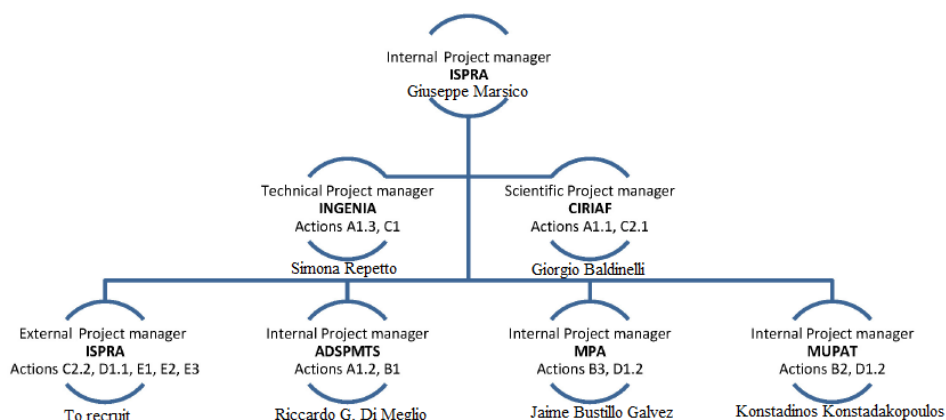 Internal Project manager
ISPRA
Giuseppe Marsico
Technical Project manager
INGENIA
Actions A1.3, C1
Simona Repetto
Scientific Project manager
CIRIAF
Actions A1.1, C2.1
Giorgio Baldinelli
External Project manager
ISPRA
Actions C2.2, D1.1, E1, E2, E3
To recruit
Internal Project manager
ADSPMTS
Actions A1.2, B1
Riccardo G. Di Meglio
Internal Project manager
MPA
Actions B3, D1.2
Jaime Bustillo Galvez
Internal Project manager
MUPAT
Actions B2, D1.2
Konstadinos Konstadakopoulos